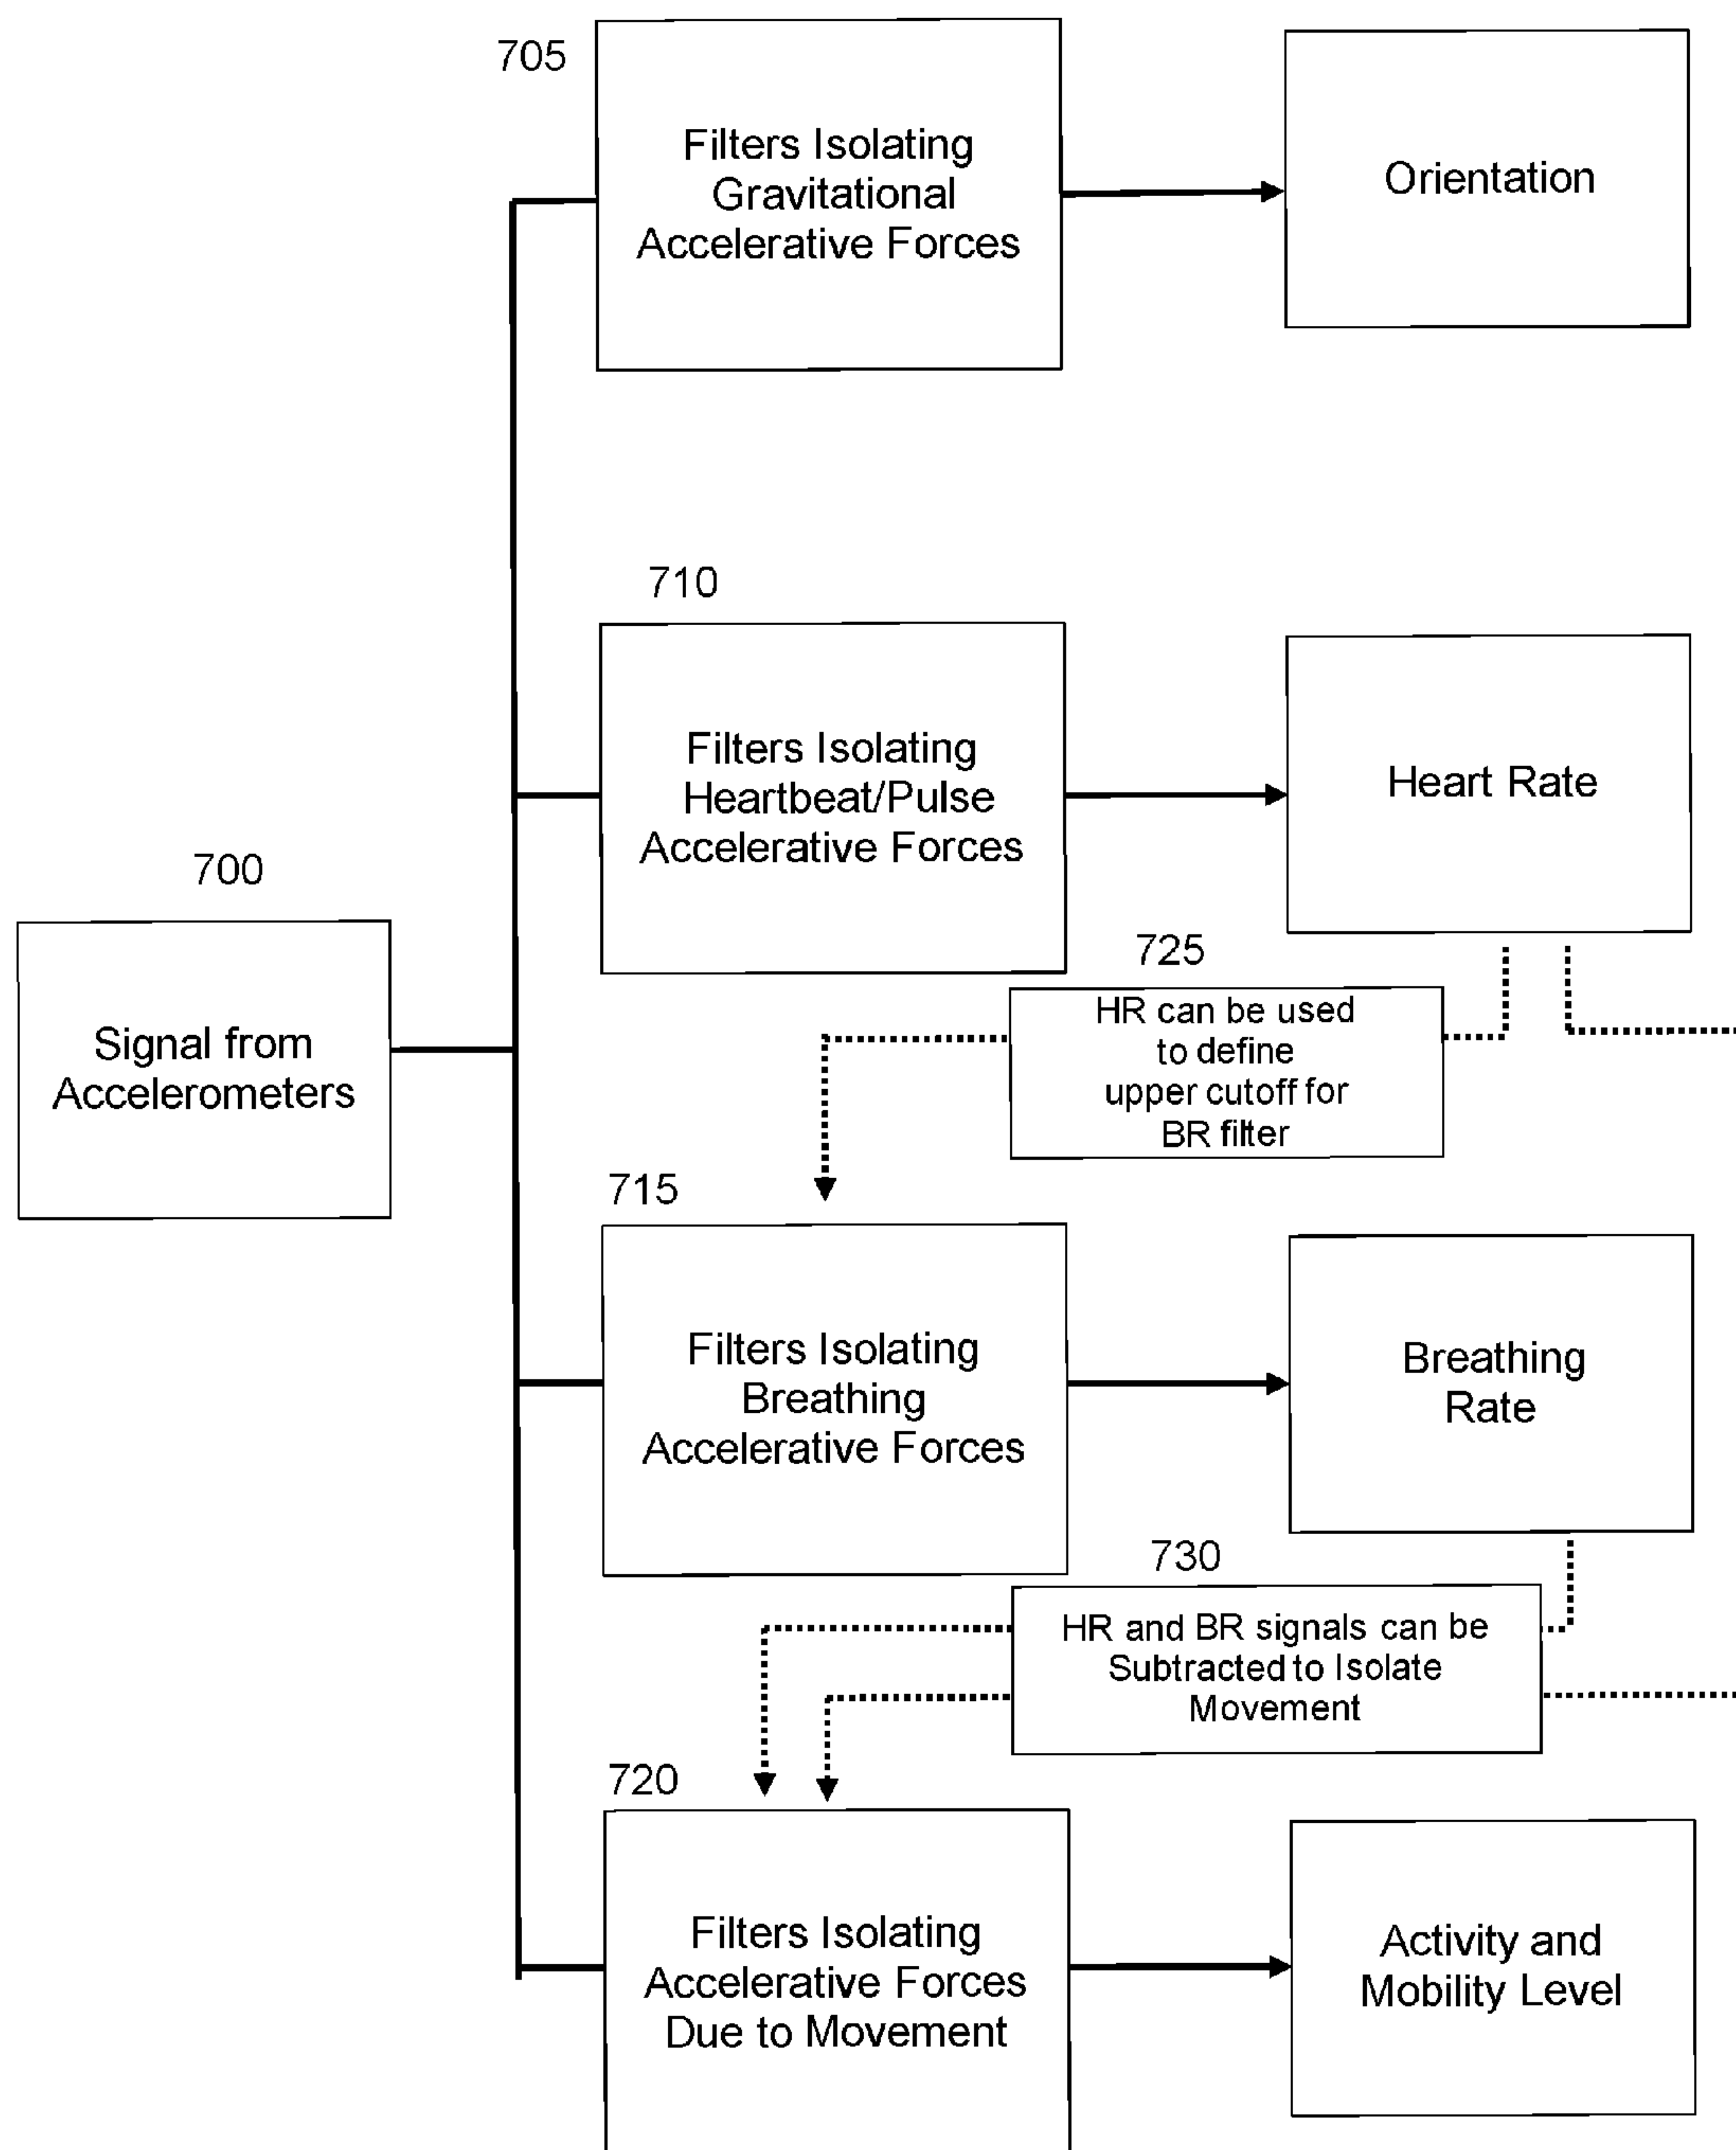 705
Filters Isolating
Gravitational
Accelerative Forces
Orientation
710
Filters Isolating
Heartbeat/Pulse
Accelerative Forces
Heart Rate
700
Signal from
Accelerometers
725
HR can be used
to define
upper cutoff for
BR filter
715
Filters Isolating
Breathing
Accelerative Forces
Breathing
Rate
730
HR and BR signals can be
Subtracted to Isolate
Movement
720
Filters Isolating
Accelerative Forces
Due to Movement
Activity and
Mobility Level